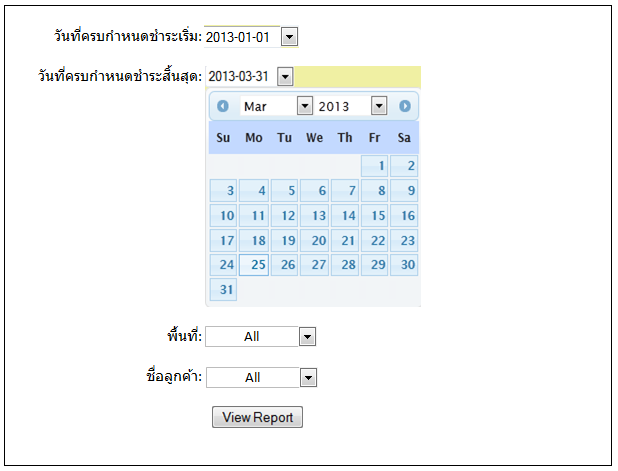 วันที่ครบกำหนดชำระเริ่ม: 2013-01-01
วันที่ครบกำหนดชำระสิ้นสุด: 2013-03-31
Mar 2013
Su Mo Tu We Th Fr Sa
1 2
3 4 5 6 7 8 9
10 11 12 13 14 15 16
17 18 19 20 21 22 23
24 25 26 27 28 29 30
31
พื้นที่: All
ชื่อลูกค้า: All
View Report